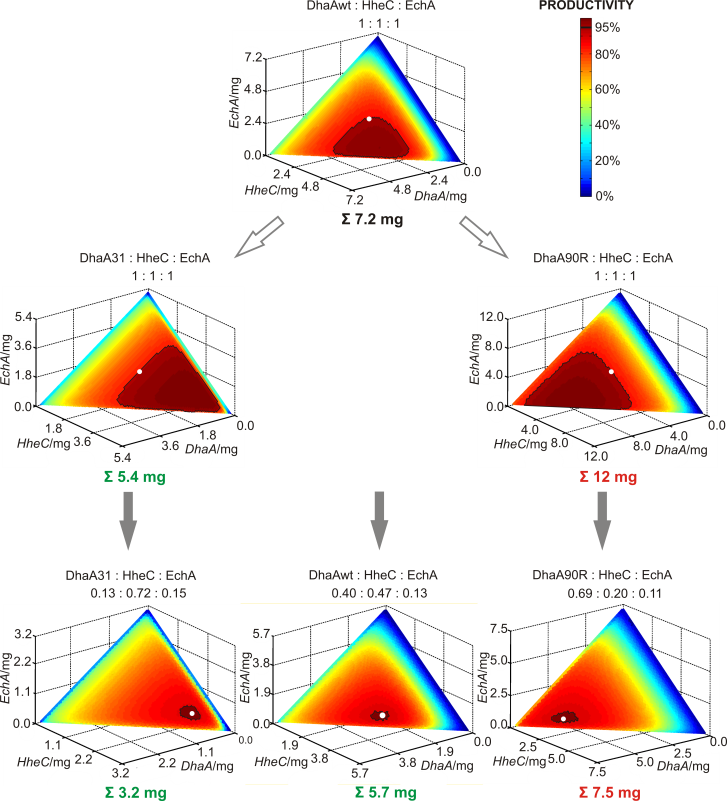 DhaAwt : HheC : EchA
1 : 1 : 1
PRODUCTIVITY
95%
80%
60%
40%
20%
0%
7.2
4.8
2.4
0.0
EchA/mg
2.4
4.8
7.2
HheC/mg
0.0
2.4
4.8
DhaA/mg
Σ 7.2 mg
DhaA31 : HheC : EchA
1 : 1 : 1
5.4
3.6
1.8
0.0
EchA/mg
1.8
3.6
5.4
HheC/mg
0.0
1.8
3.6
DhaA/mg
Σ 5.4 mg
DhaA90R : HheC : EchA
1 : 1 : 1
12.0
8.0
4.0
0.0
EchA/mg
4.0
8.0
12.0
HheC/mg
0.0
4.0
8.0
DhaA/mg
Σ 12 mg
DhaA31 : HheC : EchA
0.13 : 0.72 : 0.15
3.2
2.2
1.1
0.0
EchA/mg
1.1
2.2
3.2
HheC/mg
0.0
1.1
2.2
DhaA/mg
Σ 3.2 mg
DhaAwt : HheC : EchA
0.40 : 0.47 : 0.13
5.7
3.8
1.9
0.0
EchA/mg
1.9
3.8
5.7
HheC/mg
0.0
1.9
3.8
DhaA/mg
Σ 5.7 mg
DhaA90R : HheC : EchA
0.69 : 0.20 : 0.11
7.5
5.0
2.5
0.0
EchA/mg
2.5
5.0
7.5
HheC/mg
0.0
2.5
5.0
DhaA/mg
Σ 7.5 mg